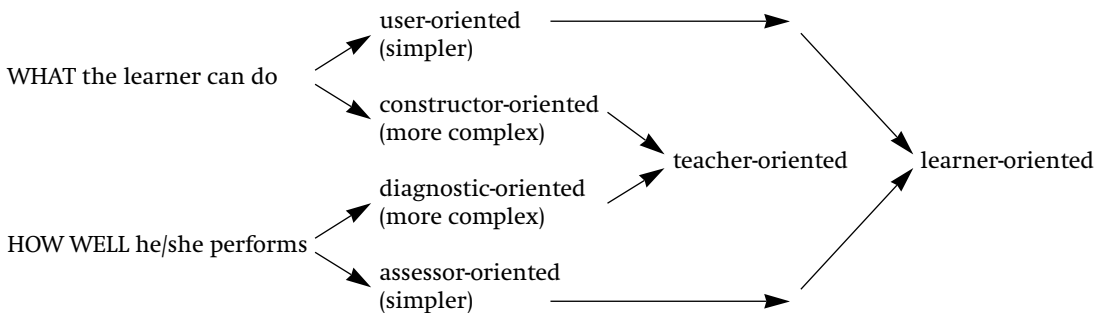 user-oriented
(simpler)
WHAT the learner can do
constructor-oriented
(more complex)
teacher-oriented
learner-oriented
diagnostic-oriented
(more complex)
HOW WELL he/she performs
assessor-oriented
(simpler)